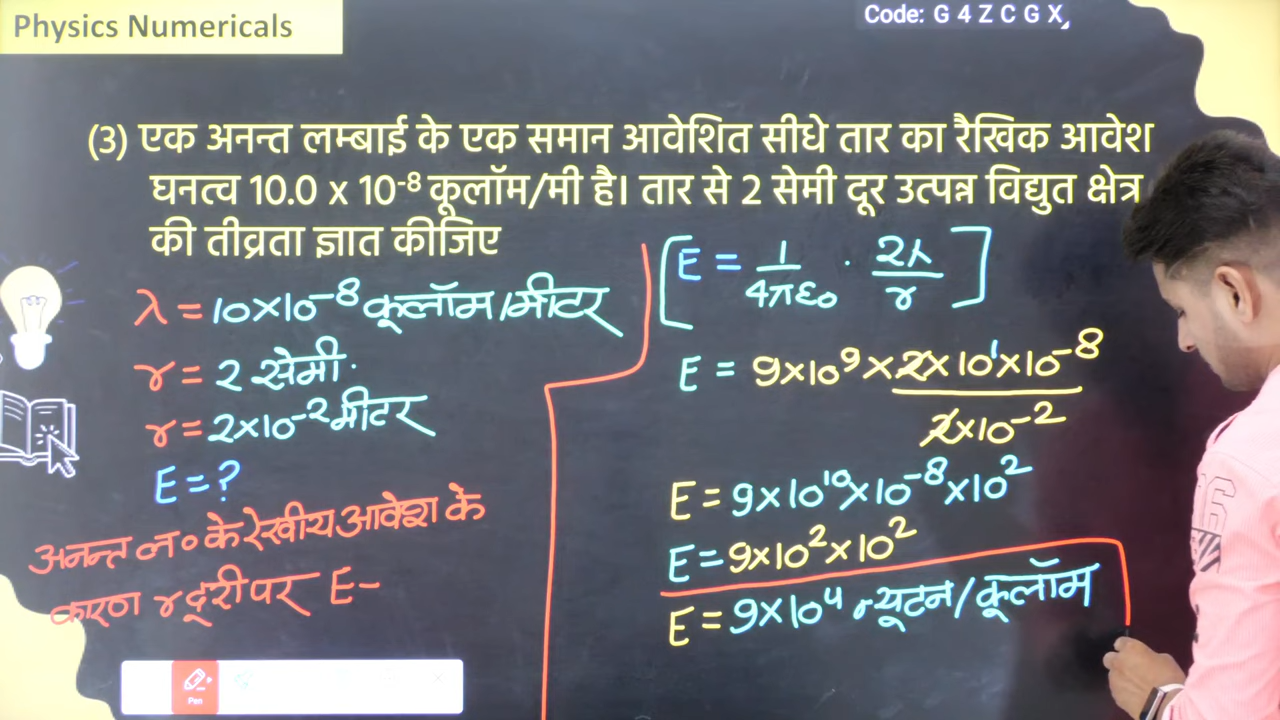 Physics Numericals
Code: G 4 Z C G X
(3) एक अनन्त लम्बाई के एक समान आवेशित सीधे तार का रैखिक आवेश
घनत्व 10.0 x 10⁻⁸ कूलॉम/मी है। तार से 2 सेमी दूर उत्पन्न विद्युत क्षेत्र
की तीव्रता ज्ञात कीजिए
λ = 10×10⁻⁸ कूलॉम/मीटर
r = 2 सेमी.
r = 2×10⁻² मीटर
E = ?
अनन्त ल० के रेखीय आवेश के
कारण r दूरी पर E-
[E = 1/4πε₀ · 2λ/r]
E = 9×10⁹ × 2×10¹×10⁻⁸
2×10⁻²
E = 9×10¹⁰×10⁻⁸×10²
E = 9×10²×10²
E = 9×10⁴ न्यूटन/कूलॉम
Pen